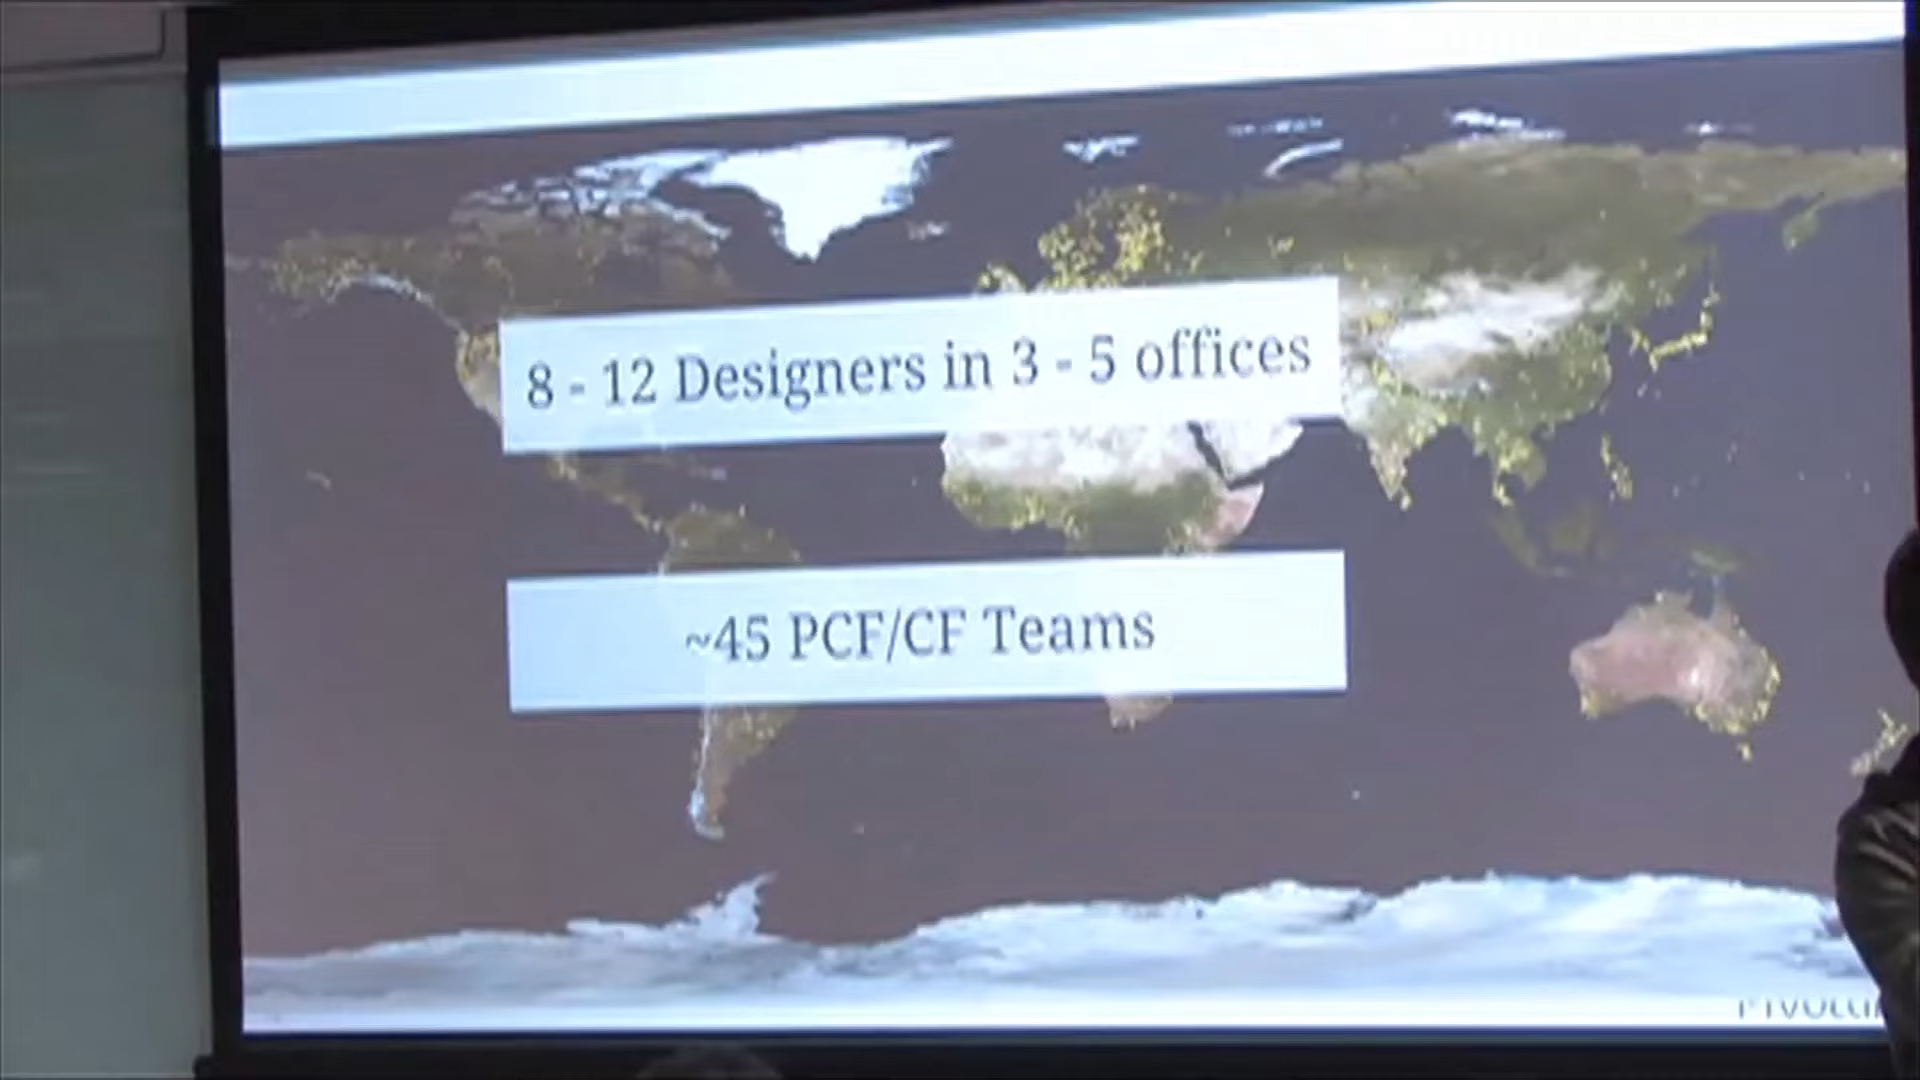 8 - 12 Designers in 3 - 5 offices
~45 PCF/CF Teams